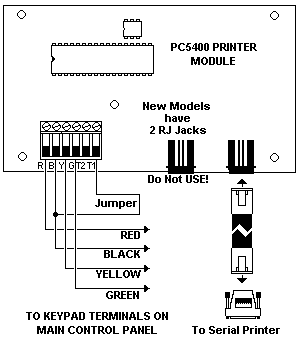 PC5400 PRINTER
MODULE
New Models
have
2 RJ Jacks
R B Y G T2 T1
Do Not USE!
Jumper
RED
BLACK
YELLOW
GREEN
TO KEYPAD TERMINALS ON
MAIN CONTROL PANEL
To Serial Printer